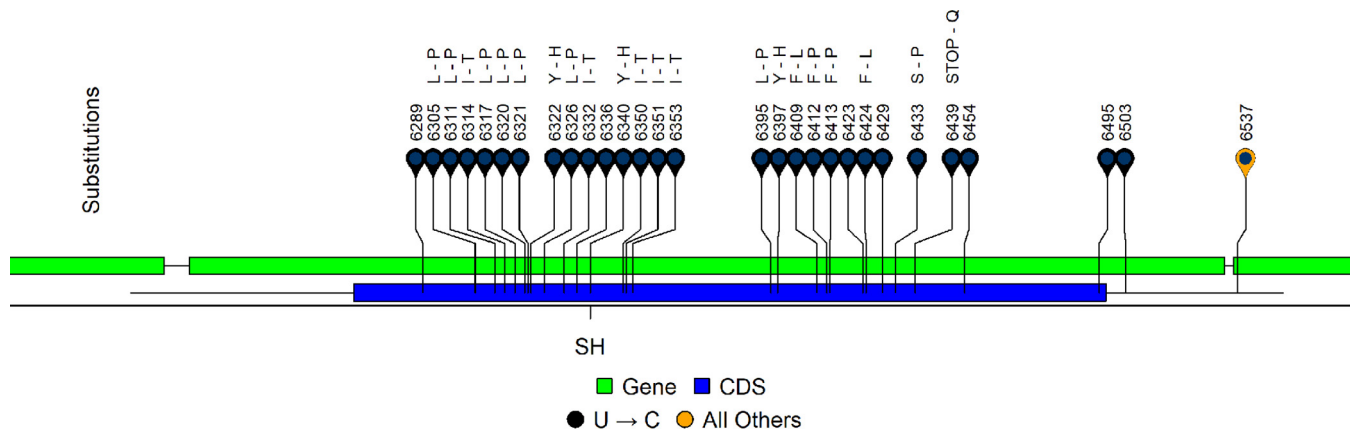 Substitutions
L - P
L - P
I - T
L - P
L - P
L - P
Y - H
L - P
I - T
Y - H
I - T
I - T
I - T
L - P
Y - H
F - L
F - P
F - P
F - L
S - P
STOP - Q
6289
6305
6311
6314
6317
6320
6321
6322
6326
6332
6336
6340
6350
6351
6353
6395
6397
6409
6412
6413
6423
6424
6429
6433
6439
6454
6495
6503
6537
SH
Gene CDS
U → C All Others